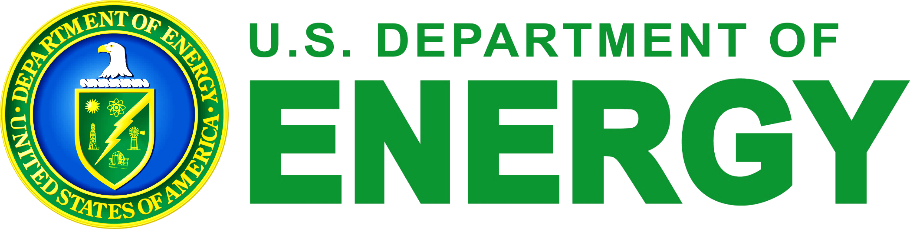 DEPARTMENT OF ENERGY
UNITED STATES OF AMERICA
U.S. DEPARTMENT OF
ENERGY